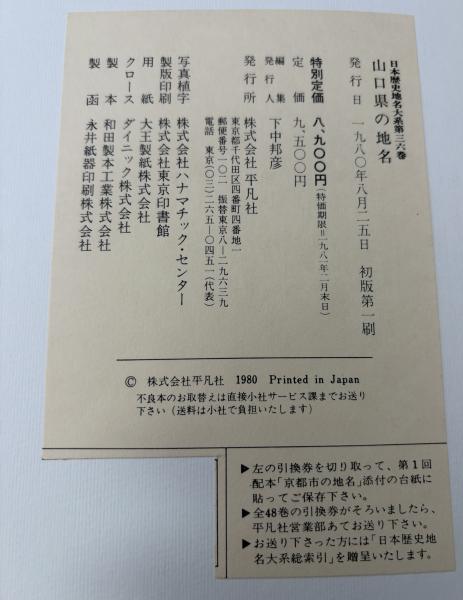 日本歴史地名大系第三六巻
山口県の地名
発行日 一九八〇年八月二五日 初版第一刷
特別定価 八、九〇〇円(特価期限=一九八一年二月末日)
定価 九、五〇〇円
編集
発行人 下中邦彦
発行所 株式会社 平凡社
東京都千代田区四番町四番地一
郵便番号一〇二 振替東京八―二九六三九
電話 東京(〇三)二六五―〇四五一(代表)
写真植字 株式会社ハナマチック・センター
製版印刷 株式会社東京印書館
用紙 大王製紙株式会社
クロース ダイニック株式会社
製本 和田製本工業株式会社
製函 永井紙器印刷株式会社
© 株式会社平凡社 1980 Printed in Japan
不良本のお取替えは直接小社サービス課までお送り
下さい(送料は小社で負担いたします)
▶左の引換券を切り取って、第1回
配本「京都市の地名」添付の台紙に
貼ってご保存下さい。
▶全48巻の引換券がそろいましたら、
平凡社営業部あてお送り下さい。
▶お送り下さった方には「日本歴史地
名大系総索引」を贈呈いたします。